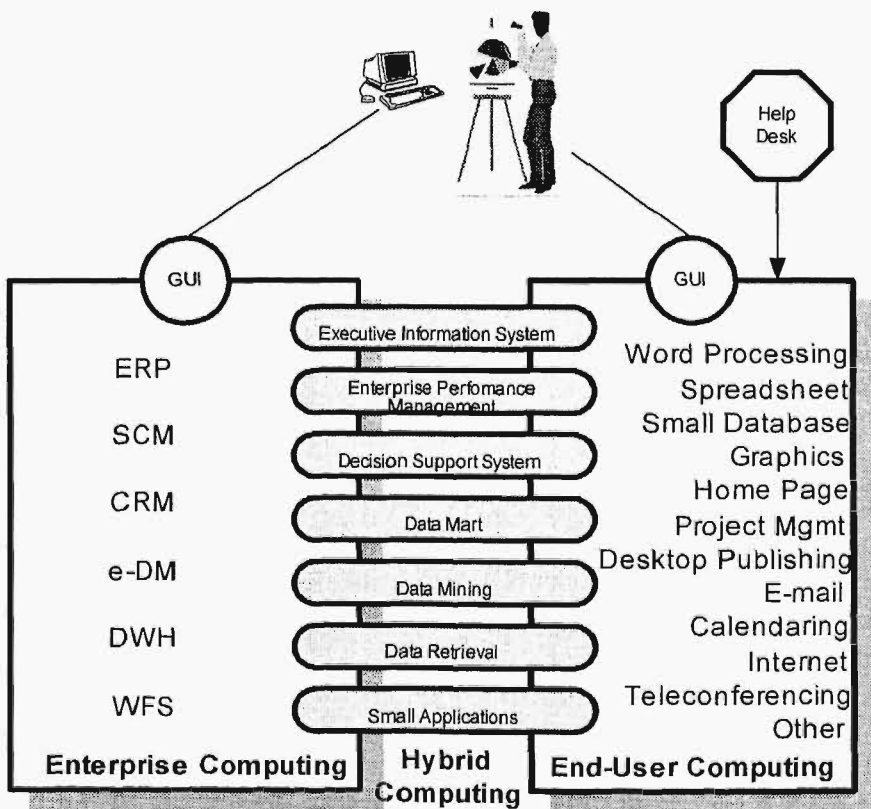 Help
Desk
GUI
GUI
ERP
SCM
CRM
e-DM
DWH
WFS
Enterprise Computing
Executive Information System
Enterprise Perfomance
Management
Decision Support System
Data Mart
Data Mining
Data Retrieval
Small Applications
Hybrid
Computing
Word Processing
Spreadsheet
Small Database
Graphics
Home Page
Project Mgmt
Desktop Publishing
E-mail
Calendaring
Internet
Teleconferencing
Other
End-User Computing